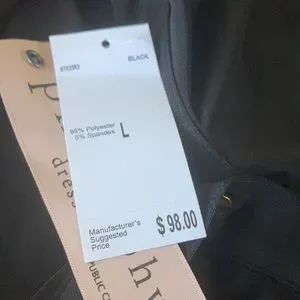 BLACK
95% Polyester
5% Spandex
L
Manufacturer's
Suggested
Price
$98.00
dress